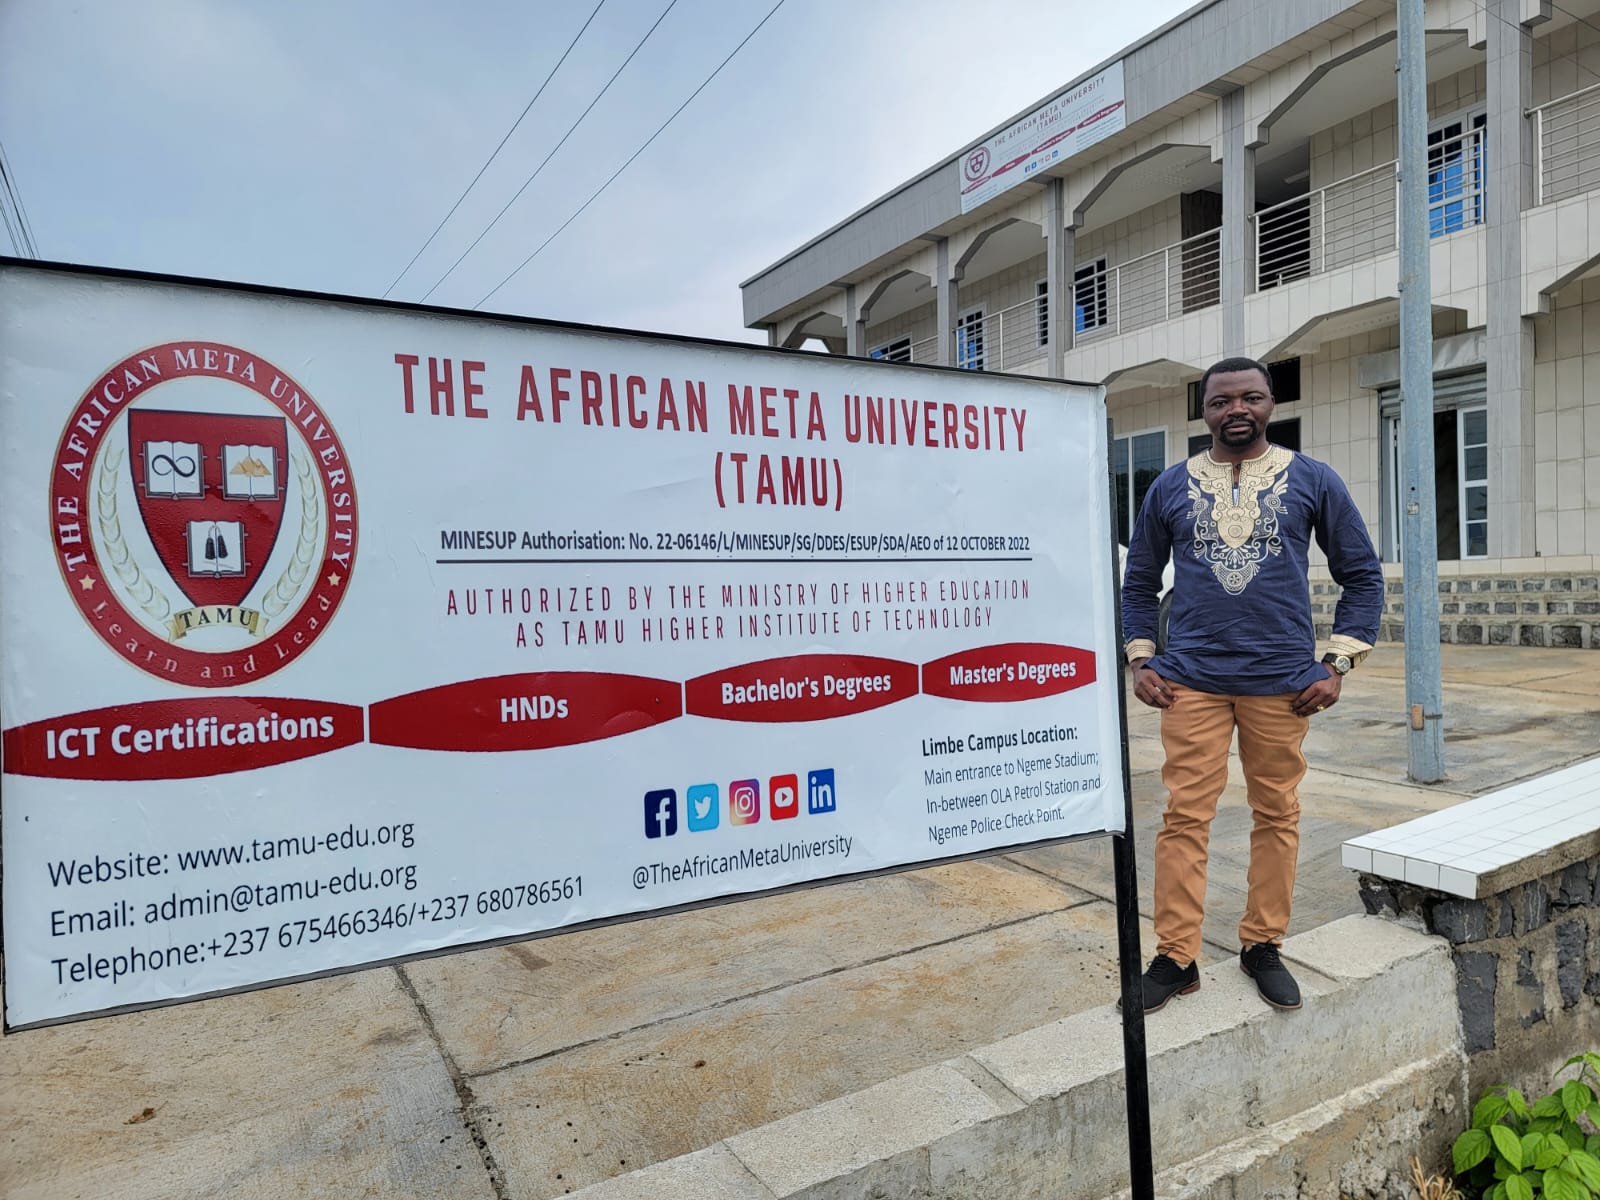 THE AFRICAN META UNIVERSITY
(TAMU)
THE AFRICAN META UNIVERSITY
TAMU
Learn and Lead
THE AFRICAN META UNIVERSITY
(TAMU)
MINESUP Authorisation: No. 22-06146/L/MINESUP/SG/DDES/ESUP/SDA/AEO of 12 OCTOBER 2022
AUTHORIZED BY THE MINISTRY OF HIGHER EDUCATION
AS TAMU HIGHER INSTITUTE OF TECHNOLOGY
ICT Certifications
HNDs
Bachelor's Degrees
Master's Degrees
Limbe Campus Location:
Main entrance to Ngeme Stadium;
In-between OLA Petrol Station and
Ngeme Police Check Point.
@TheAfricanMetaUniversity
Website: www.tamu-edu.org
Email: admin@tamu-edu.org
Telephone:+237 675466346/+237 680786561